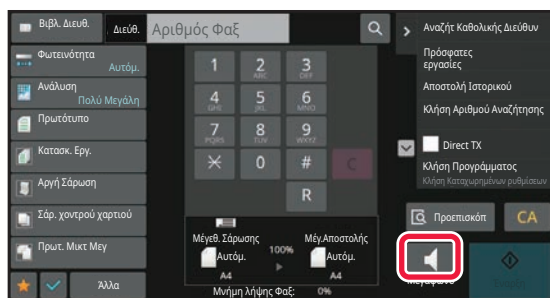 Βιβλ. Διευθ.
Διεύθ.
Αριθμός Φαξ
Φωτεινότητα
Αυτόμ.
Ανάλυση
Πολύ Μεγάλη
Πρωτότυπο
Κατασκ. Εργ.
Αργή Σάρωση
Σάρ. χοντρού χαρτιού
Πρωτ. Μικτ Μεγ
Άλλα
1
2 ABC
3 DEF
4 GHI
5 JKL
6 MNO
7 PQRS
8 TUV
9 WXYZ
0
#
C
R
Μέγεθ. Σάρωσης
Αυτόμ.
A4
100%
Μέγ.Αποστολής
Αυτόμ.
A4
Μνήμη λήψης Φαξ: 0%
Αναζήτ Καθολικής Διεύθυν
Πρόσφατες
εργασίες
Αποστολή Ιστορικού
Κλήση Αριθμού Αναζήτησης
Direct TX
Κλήση Προγράμματος
Κλήση Καταχωρημένων ρυθμίσεων
Προεπισκόπ
CA
Μεγάφωνο
Έναρξη